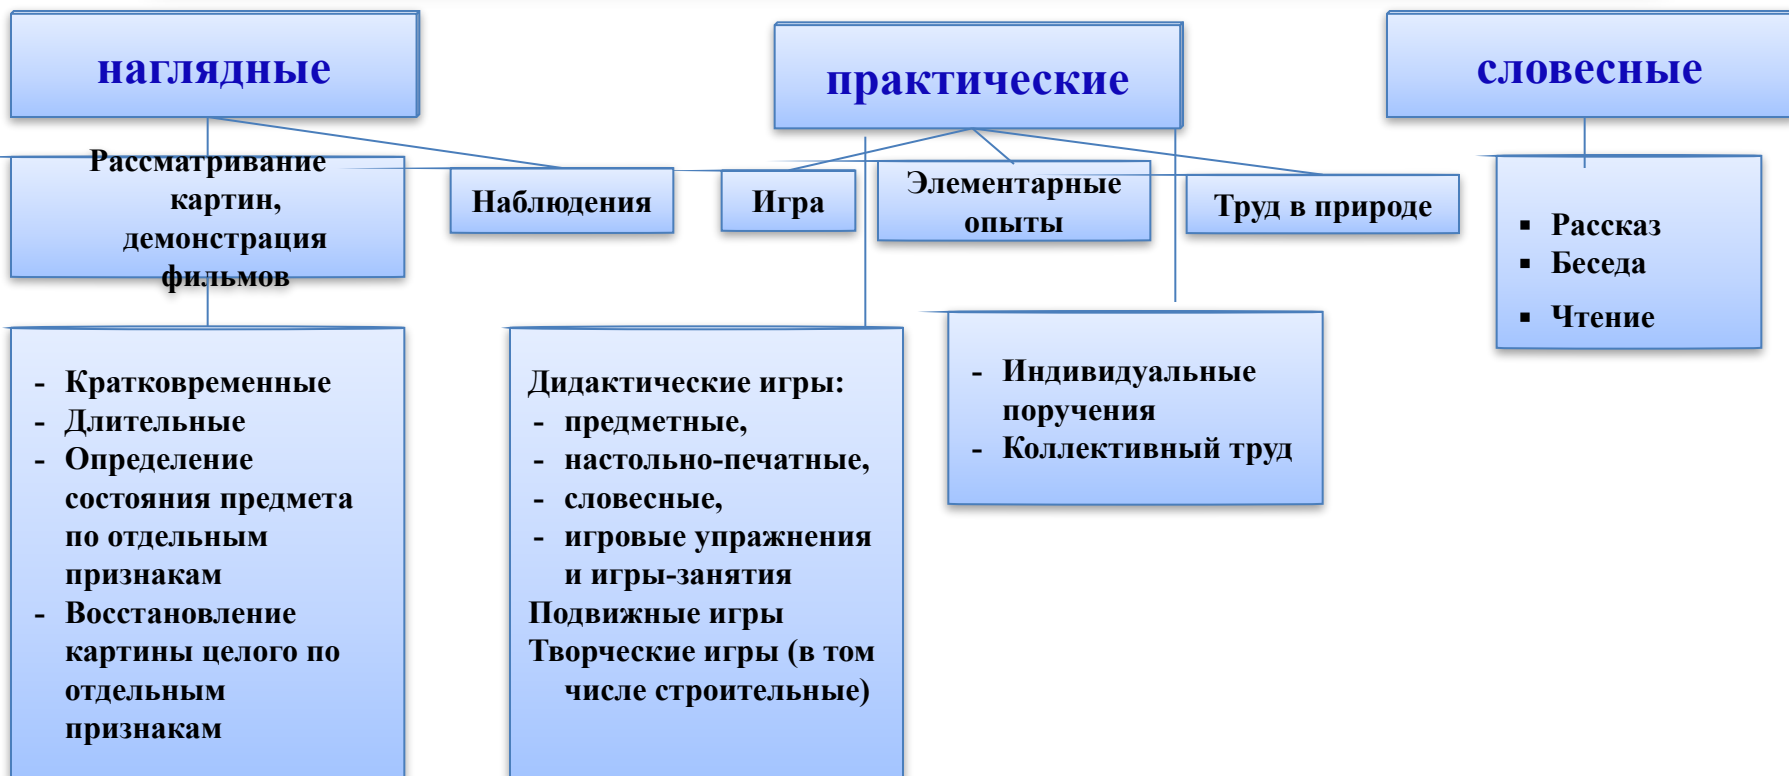 наглядные
практические
словесные
Рассматривание
картин,
демонстрация
фильмов
Наблюдения
Игра
Элементарные
опыты
Труд в природе
▪ Рассказ
▪ Беседа
▪ Чтение
- Кратковременные
- Длительные
- Определение
состояния предмета
по отдельным
признакам
- Восстановление
картины целого по
отдельным
признакам
Дидактические игры:
- предметные,
- настольно-печатные,
- словесные,
- игровые упражнения
и игры-занятия
Подвижные игры
Творческие игры (в том
числе строительные)
- Индивидуальные
поручения
- Коллективный труд